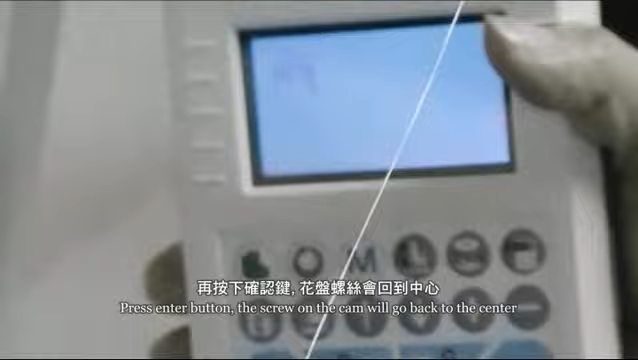 M
再按下確認鍵, 花盤螺絲會回到中心
Press enter button, the screw on the cam will go back to the center